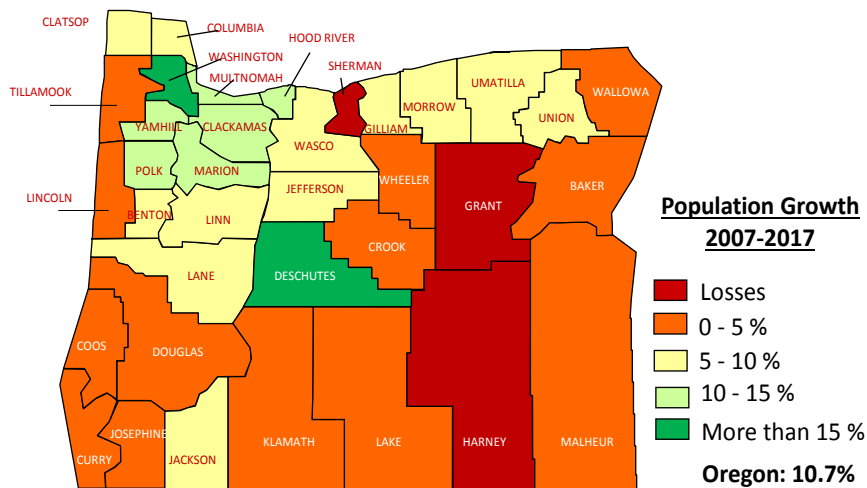 CLATSOP
COLUMBIA
HOOD RIVER
WASHINGTON
SHERMAN
MULTNOMAH
UMATILLA
TILLAMOOK
WALLOWA
MORROW
UNION
YAMHILL
CLACKAMAS
GILLIAM
WASCO
POLK
MARION
WHEELER
BAKER
LINCOLN
JEFFERSON
GRANT
BENTON
LINN
CROOK
LANE
DESCHUTES
COOS
DOUGLAS
JOSEPHINE
KLAMATH
LAKE
HARNEY
MALHEUR
CURRY
JACKSON
Population Growth
2007-2017
Losses
0 - 5 %
5 - 10 %
10 - 15 %
More than 15 %
Oregon: 10.7%